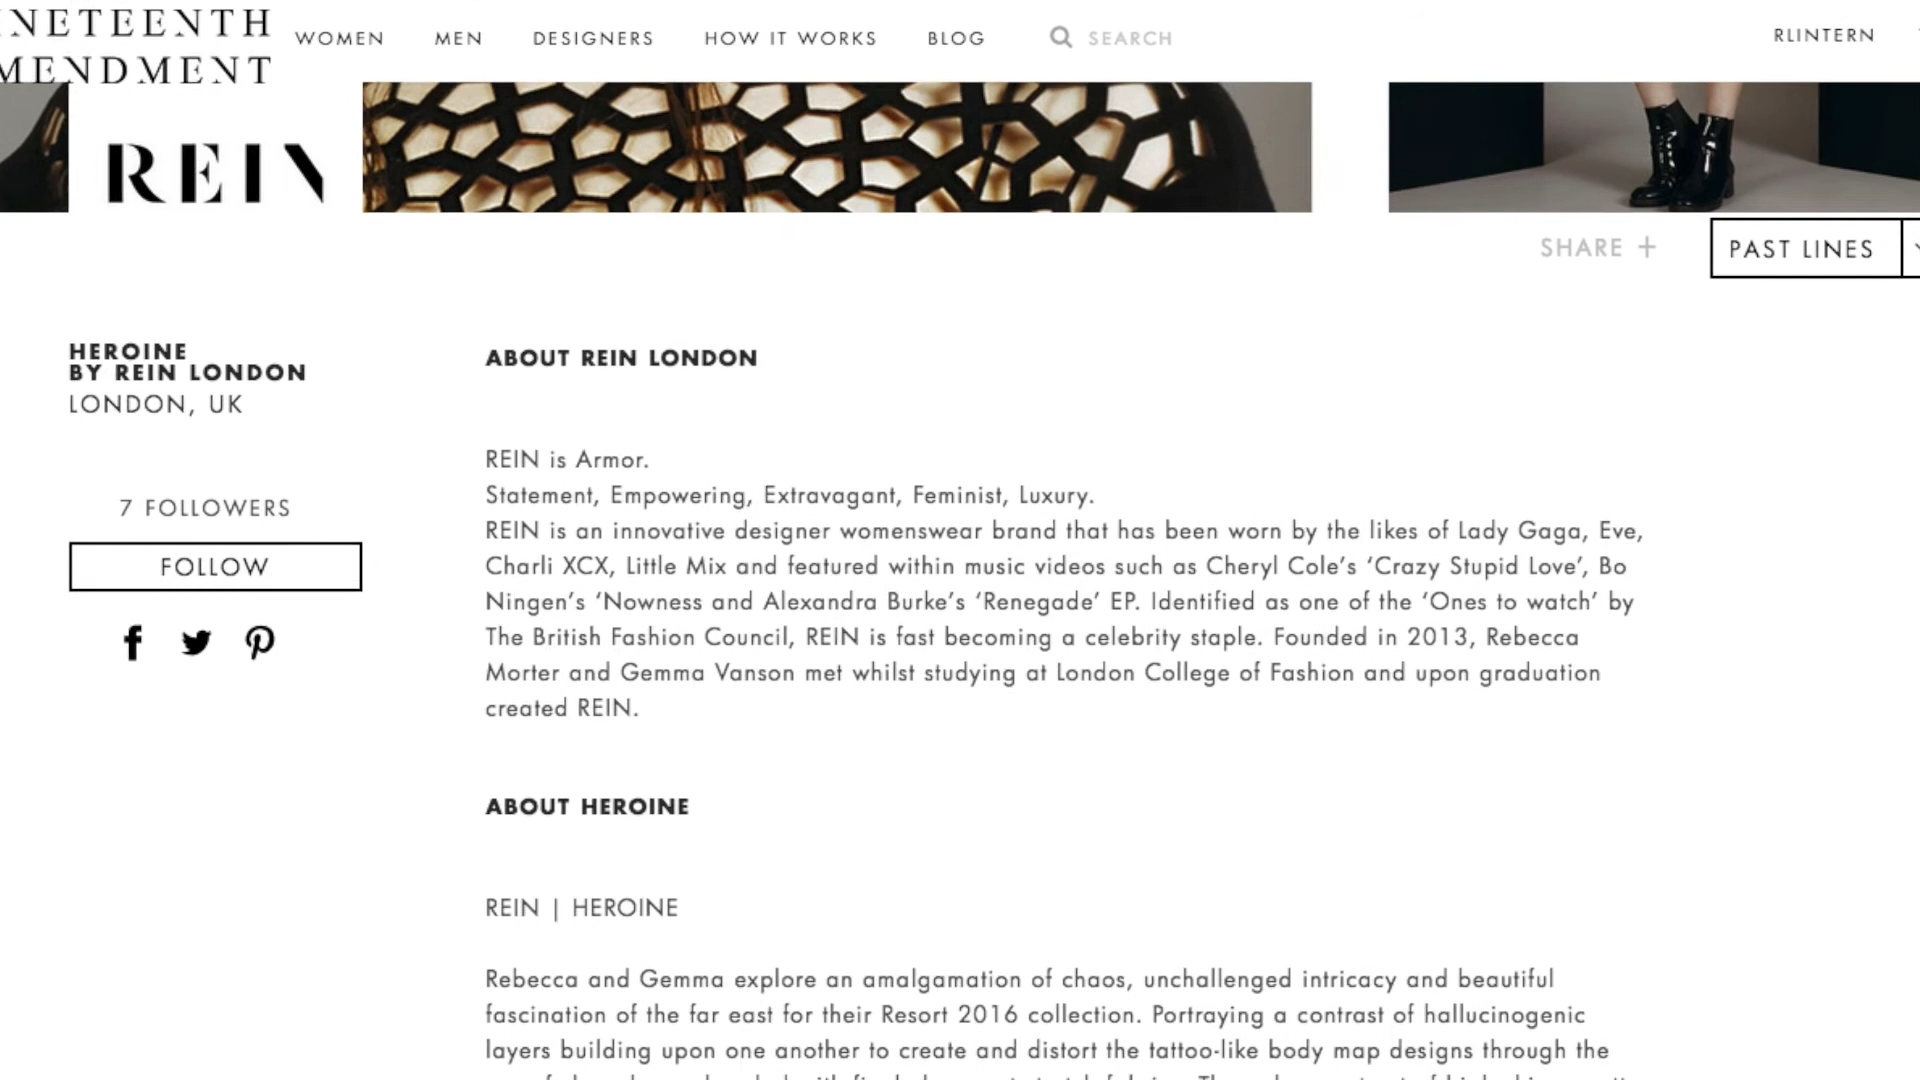 INETEENTH
MENDMENT
WOMEN MEN DESIGNERS HOW IT WORKS BLOG SEARCH RLINTERN
REIN
SHARE +
PAST LINES
HEROINE
BY REIN LONDON
LONDON, UK
7 FOLLOWERS
FOLLOW
ABOUT REIN LONDON
REIN is Armor.
Statement, Empowering, Extravagant, Feminist, Luxury.
REIN is an innovative designer womenswear brand that has been worn by the likes of Lady Gaga, Eve,
Charli XCX, Little Mix and featured within music videos such as Cheryl Cole’s ‘Crazy Stupid Love’, Bo
Ningen’s ‘Nowness and Alexandra Burke’s ‘Renegade’ EP. Identified as one of the ‘Ones to watch’ by
The British Fashion Council, REIN is fast becoming a celebrity staple. Founded in 2013, Rebecca
Morter and Gemma Vanson met whilst studying at London College of Fashion and upon graduation
created REIN.
ABOUT HEROINE
REIN | HEROINE
Rebecca and Gemma explore an amalgamation of chaos, unchallenged intricacy and beautiful
fascination of the far east for their Resort 2016 collection. Portraying a contrast of hallucinogenic
layers building upon one another to create and distort the tattoo-like body map designs through the